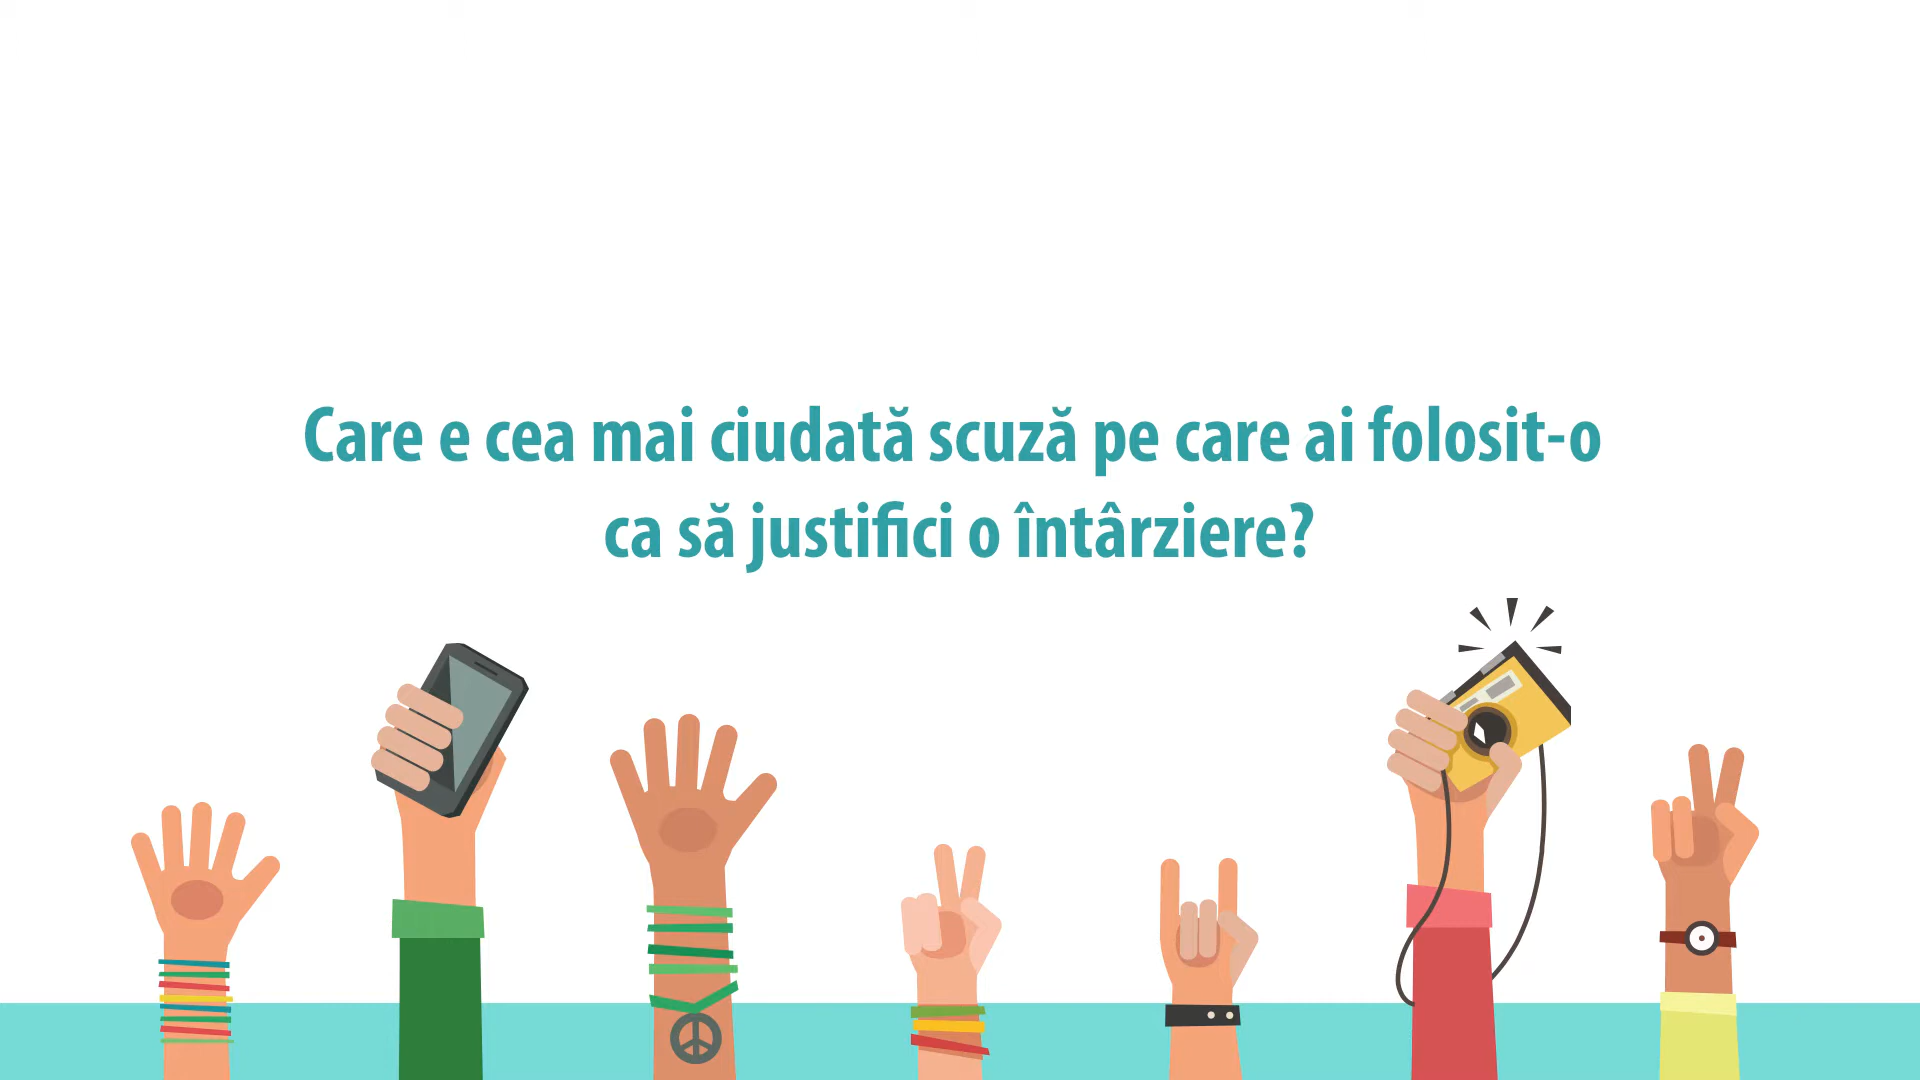 Care e cea mai ciudată scuză pe care ai folosit-o
ca să justifici o întârziere?